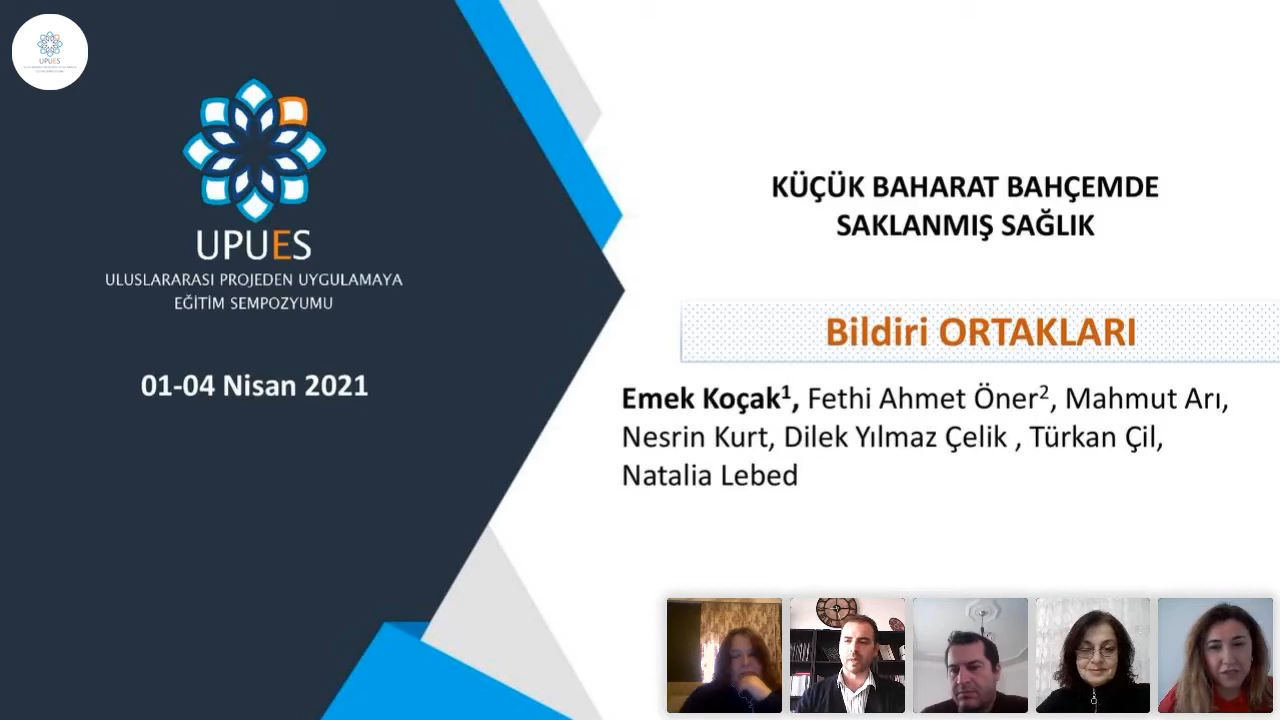 UPUES
UPUES
ULUSLARARASI PROJEDEN UYGULAMAYA
EĞİTİM SEMPOZYUMU
01-04 Nisan 2021
KÜÇÜK BAHARAT BAHÇEMDE
SAKLANMIŞ SAĞLIK
Bildiri ORTAKLARI
Emek Koçak¹, Fethi Ahmet Öner², Mahmut Arı,
Nesrin Kurt, Dilek Yılmaz Çelik , Türkan Çil,
Natalia Lebed